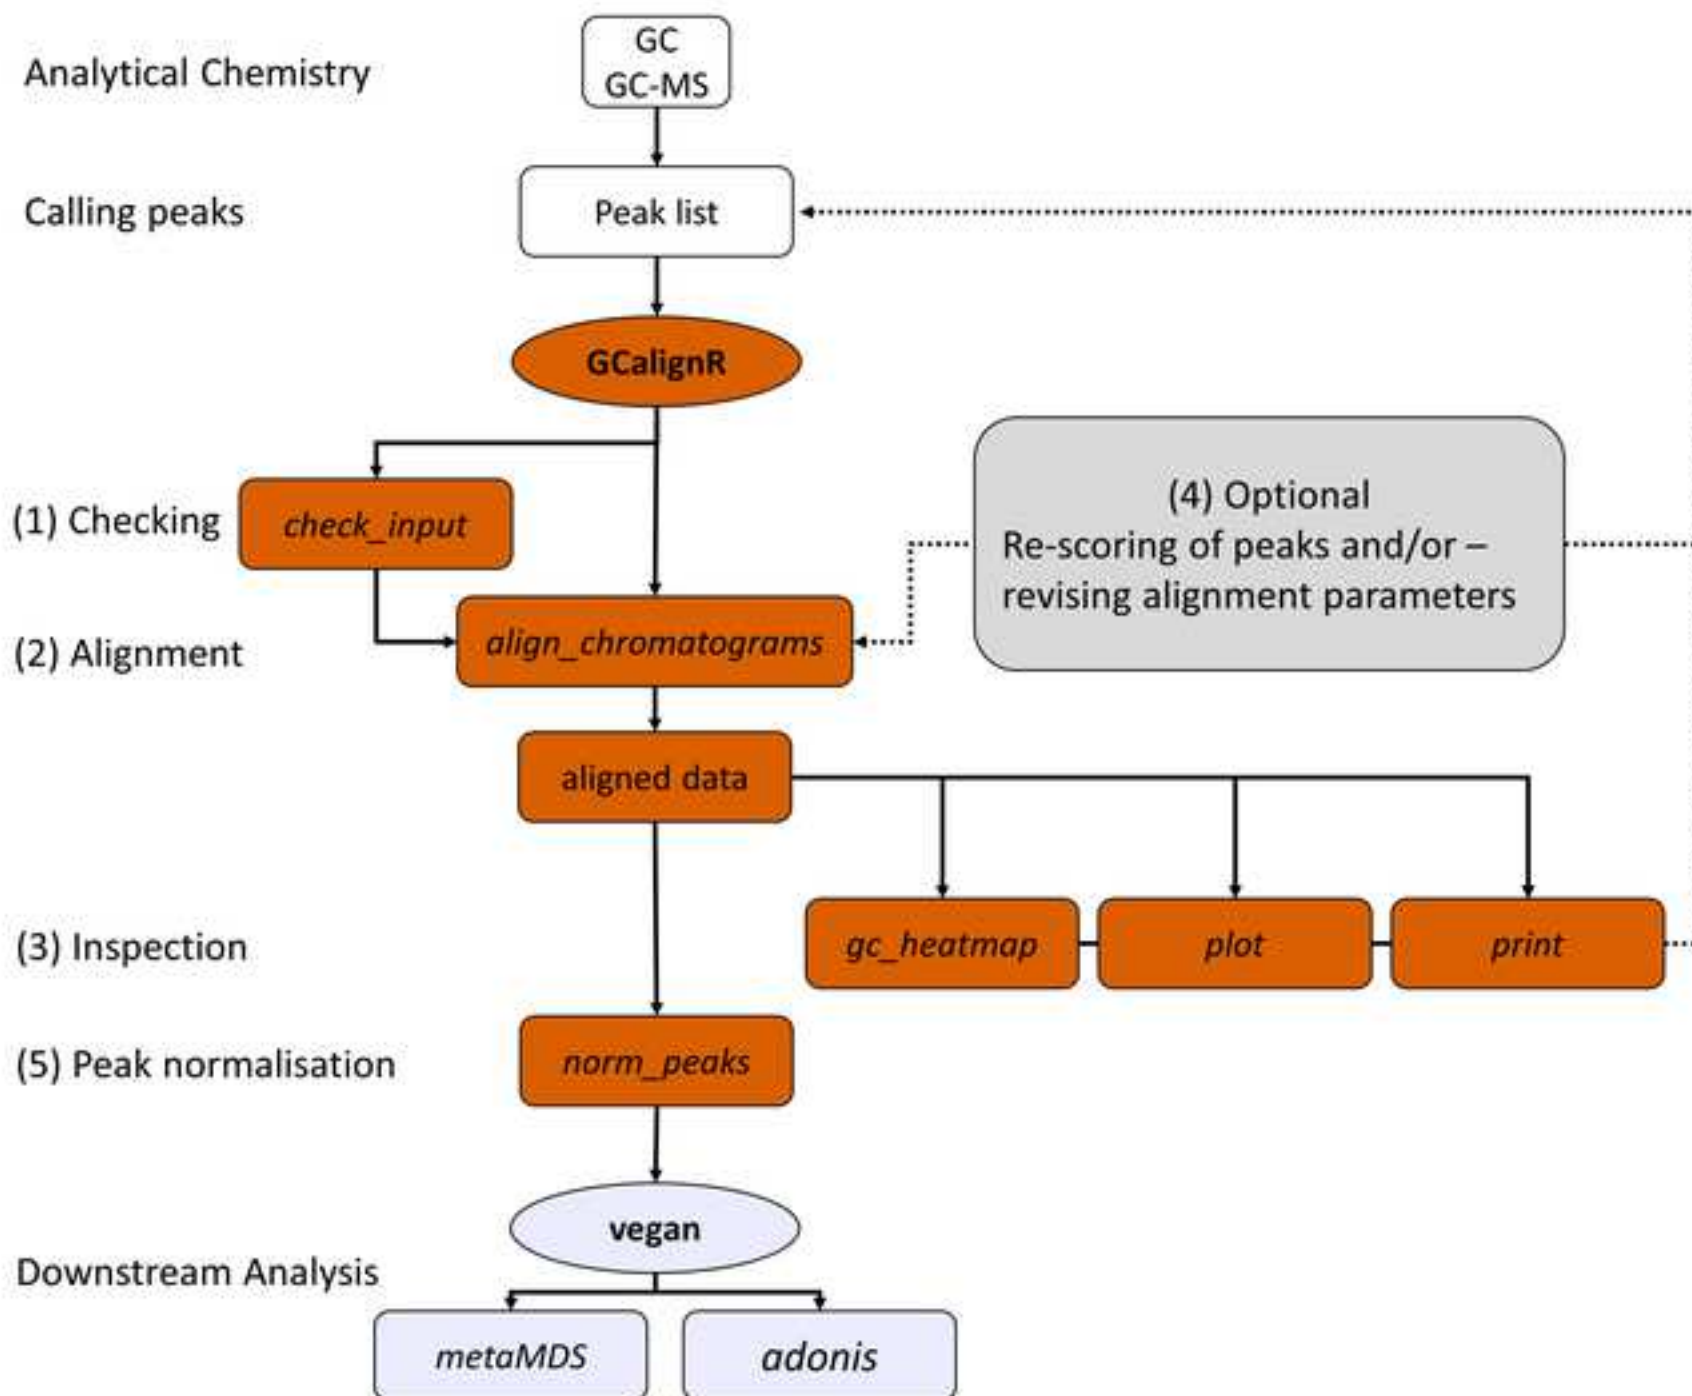 Analytical Chemistry
GC
GC-MS
Calling peaks
Peak list
GCalignR
(1) Checking
check_input
(4) Optional
Re-scoring of peaks and/or –
revising alignment parameters
(2) Alignment
align_chromatograms
aligned data
(3) Inspection
gc_heatmap
plot
print
(5) Peak normalisation
norm_peaks
vegan
Downstream Analysis
metaMDS
adonis